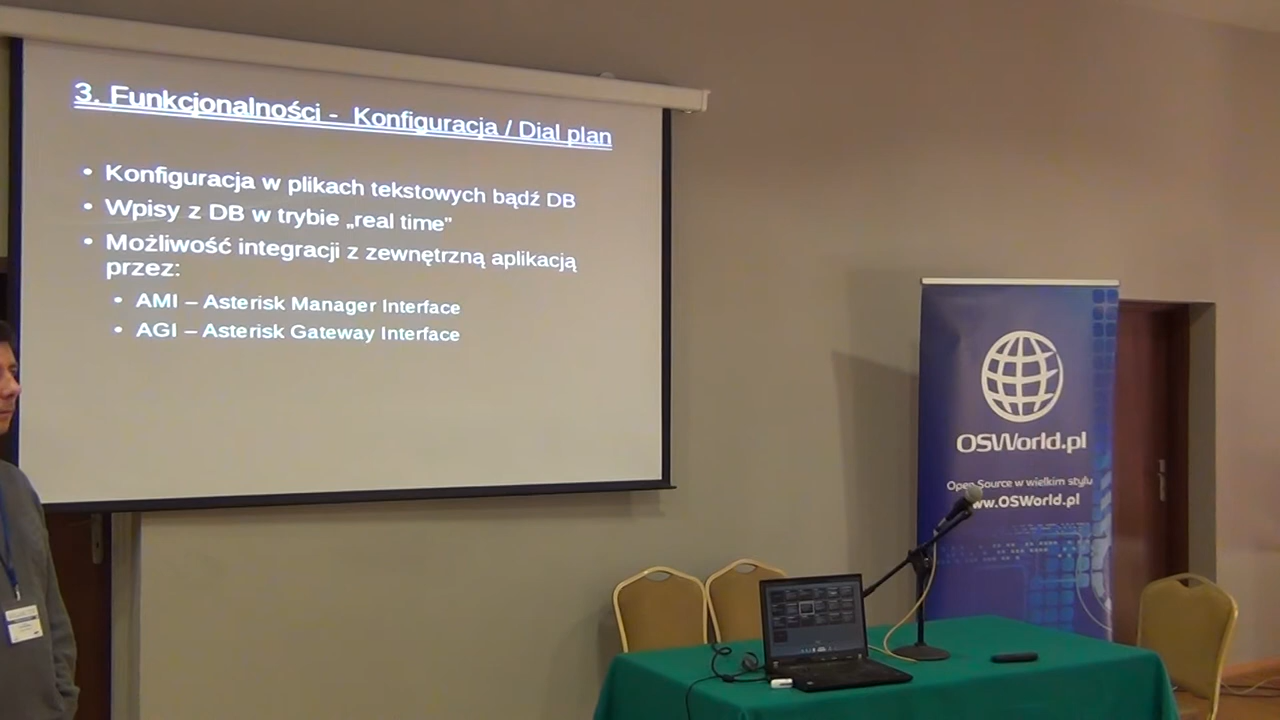 3. Funkcjonalności - Konfiguracja / Dial plan
• Konfiguracja w plikach tekstowych bądź DB
• Wpisy z DB w trybie „real time"
• Możliwość integracji z zewnętrzną aplikacją
przez:
• AMI – Asterisk Manager Interface
• AGI – Asterisk Gateway Interface
OSWorld.pl
Open Source w wielkim stylu
ww.OSWorld.pl